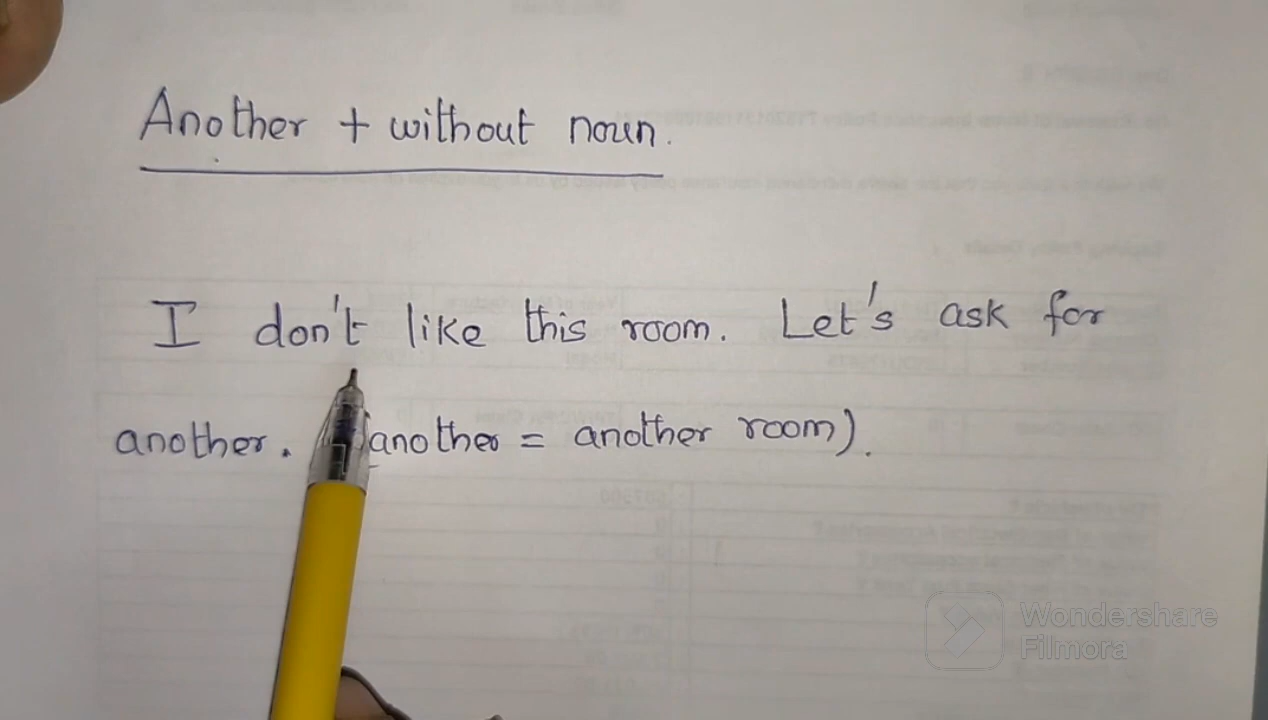 Another + without noun.
I don't like this room. Let's ask for
another. (another = another room).
Wondershare
Filmora